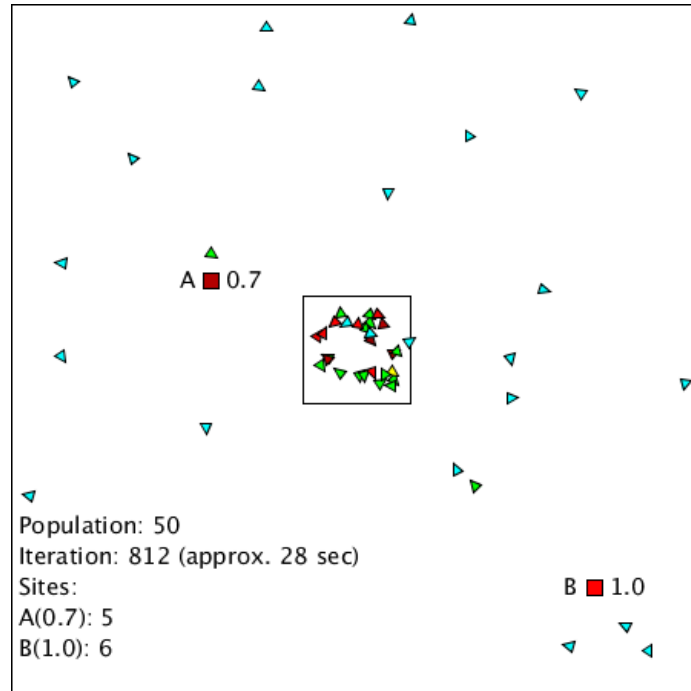 A 0.7
B 1.0
Population: 50
Iteration: 812 (approx. 28 sec)
Sites:
A(0.7): 5
B(1.0): 6